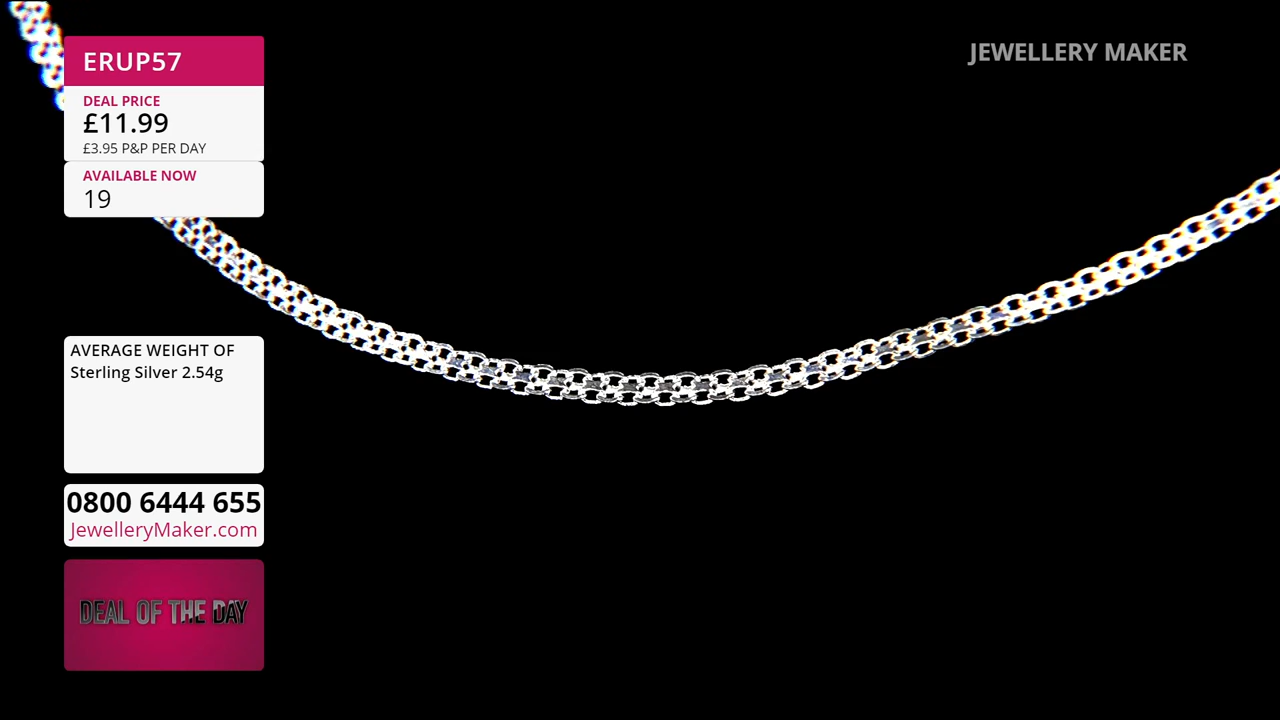 ERUP57
DEAL PRICE
£11.99
£3.95 P&P PER DAY
AVAILABLE NOW
19
AVERAGE WEIGHT OF
Sterling Silver 2.54g
0800 6444 655
JewelleryMaker.com
DEAL OF THE DAY
JEWELLERY MAKER